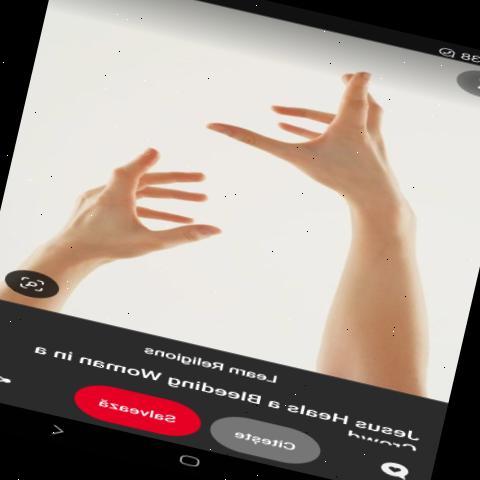 Learn Religions
Jesus Heals a Bleeding Woman in a
Crowd
Citește
Salvează